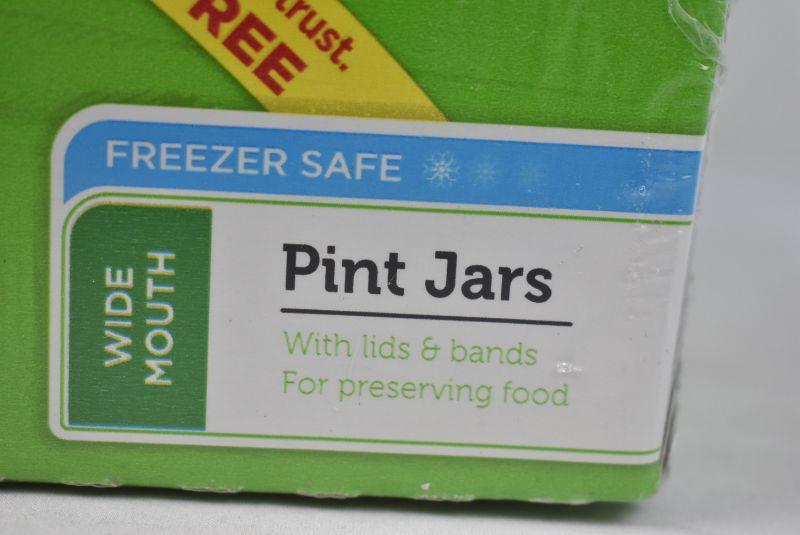 trust.
REE
FREEZER SAFE
WIDE
MOUTH
Pint Jars
With lids & bands
For preserving food